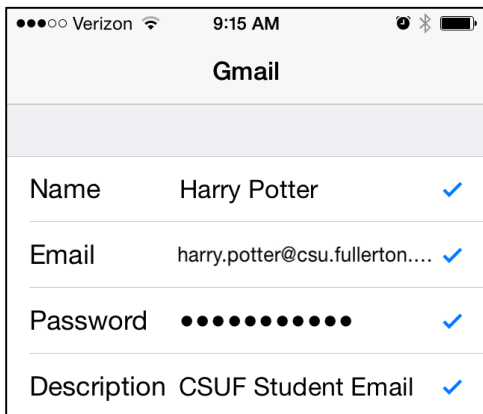 ●●●○○ Verizon 9:15 AM
Gmail
Name Harry Potter
Email harry.potter@csu.fullerton....
Password ●●●●●●●●●●●
Description CSUF Student Email